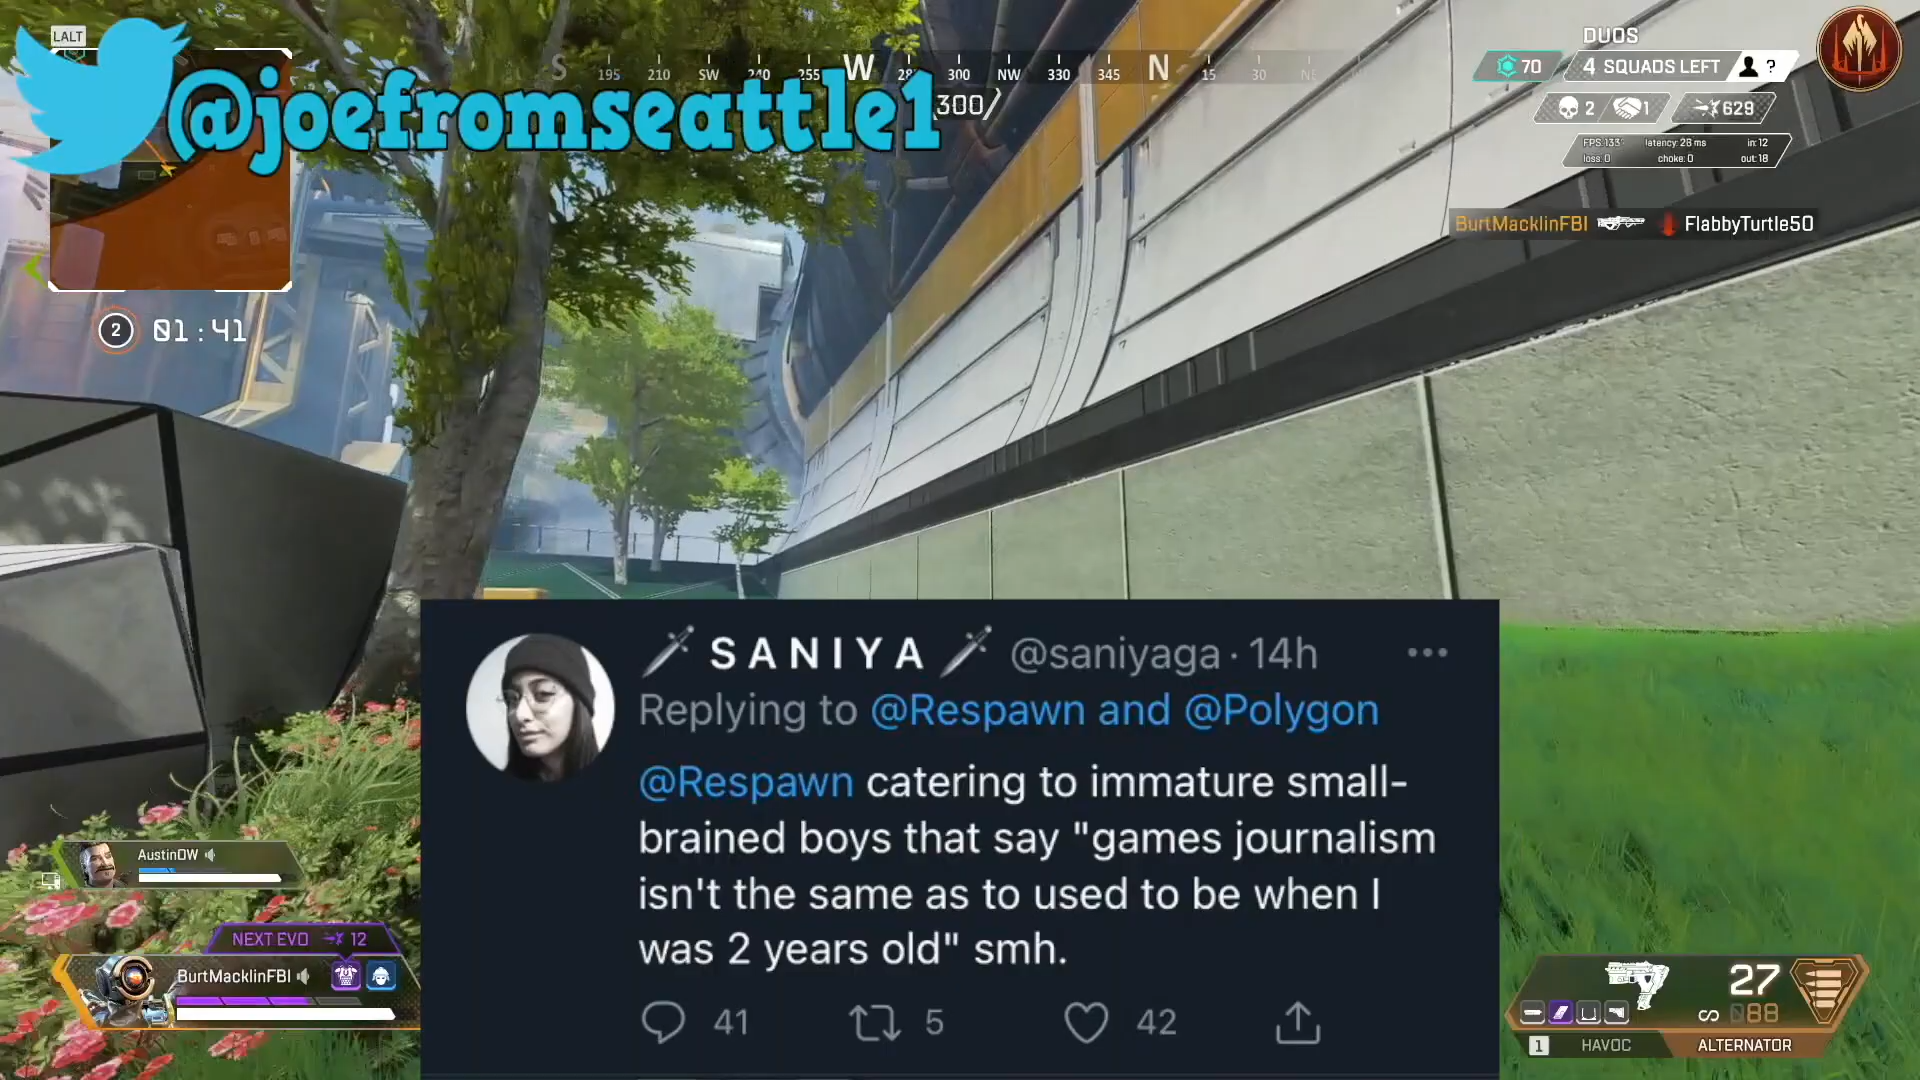 LALT
S 195 210 SW 240 255 W 300 NW 330 345 N 15 30
300
@joefromseattle1
DUOS
70 4 SQUADS LEFT ?
2 1 629
FPS:133 latency:28 ms in:12
loss:0 choke:0 out:18
BurtMacklinFBI FlabbyTurtle50
2 01:41
SANIYA @saniyaga · 14h
Replying to @Respawn and @Polygon
@Respawn catering to immature small-
brained boys that say "games journalism
isn't the same as to used to be when I
was 2 years old" smh.
41 5 42
AustinOW
NEXT EVO 12
BurtMacklinFBI
27
088
1 HAVOC ALTERNATOR